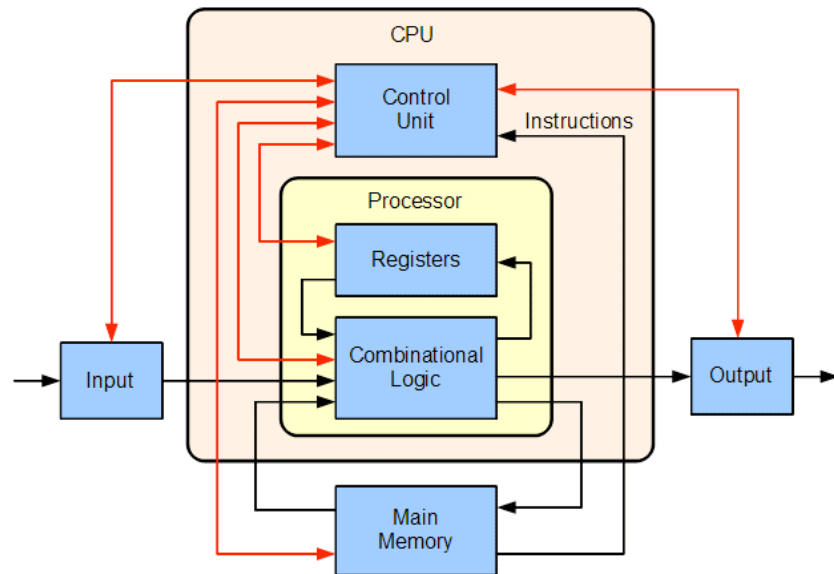 CPU
Control
Unit
Instructions
Processor
Registers
Combinational
Logic
Input
Output
Main
Memory